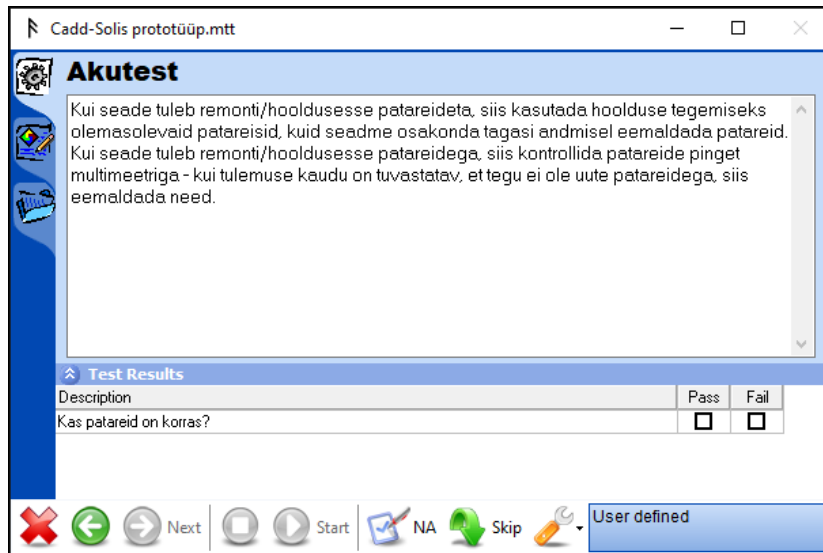 Cadd-Solis prototüüp.mtt
Akutest
Kui seade tuleb remonti/hooldusesse patareideta, siis kasutada hoolduse tegemiseks
olemasolevaid patareisid, kuid seadme osakonda tagasi andmisel eemaldada patareid.
Kui seade tuleb remonti/hooldusesse patareidega, siis kontrollida patareide pinget
multimeetriga - kui tulemuse kaudu on tuvastatav, et tegu ei ole uute patareidega, siis
eemaldada need.
Test Results
Description Pass Fail
Kas patareid on korras?
Next Start NA Skip User defined